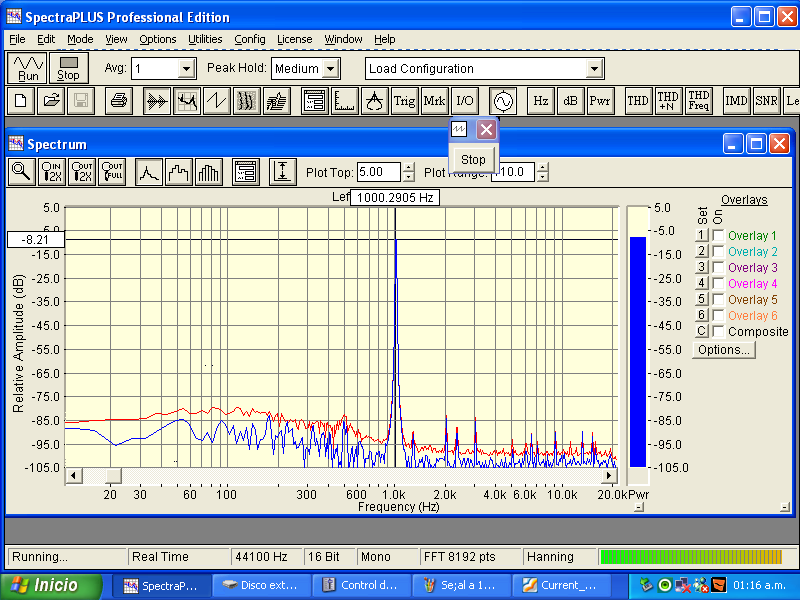 SpectraPLUS Professional Edition
File Edit Mode View Options Utilities Config License Window Help
Run Stop Avg: 1 Peak Hold: Medium Load Configuration
Trig Mrk I/O Hz dB Pwr THD THD +N THD Freq IMD SNR Le
Spectrum
Stop
IN 12X OUT 12X OUT FULL Plot Top: 5.00 Plot Range: 10.0
Left 1000.2905 Hz
-8.21
Relative Amplitude (dB)
5.0
-15.0
-25.0
-35.0
-45.0
-55.0
-65.0
-75.0
-85.0
-95.0
-105.0
20 30 60 100 300 600 1.0k 2.0k 4.0k 6.0k 10.0k 20.0k Pwr
Frequency (Hz)
5.0
-5.0
-15.0
-25.0
-35.0
-45.0
-55.0
-65.0
-75.0
-85.0
-95.0
-105.0
Overlays
Set On
1 Overlay 1
2 Overlay 2
3 Overlay 3
4 Overlay 4
5 Overlay 5
6 Overlay 6
C Composite
Options...
Running... Real Time 44100 Hz 16 Bit Mono FFT 8192 pts Hanning
Inicio SpectraP... Disco ext... Control d... Se;al a 1... Current_... 01:16 a.m.